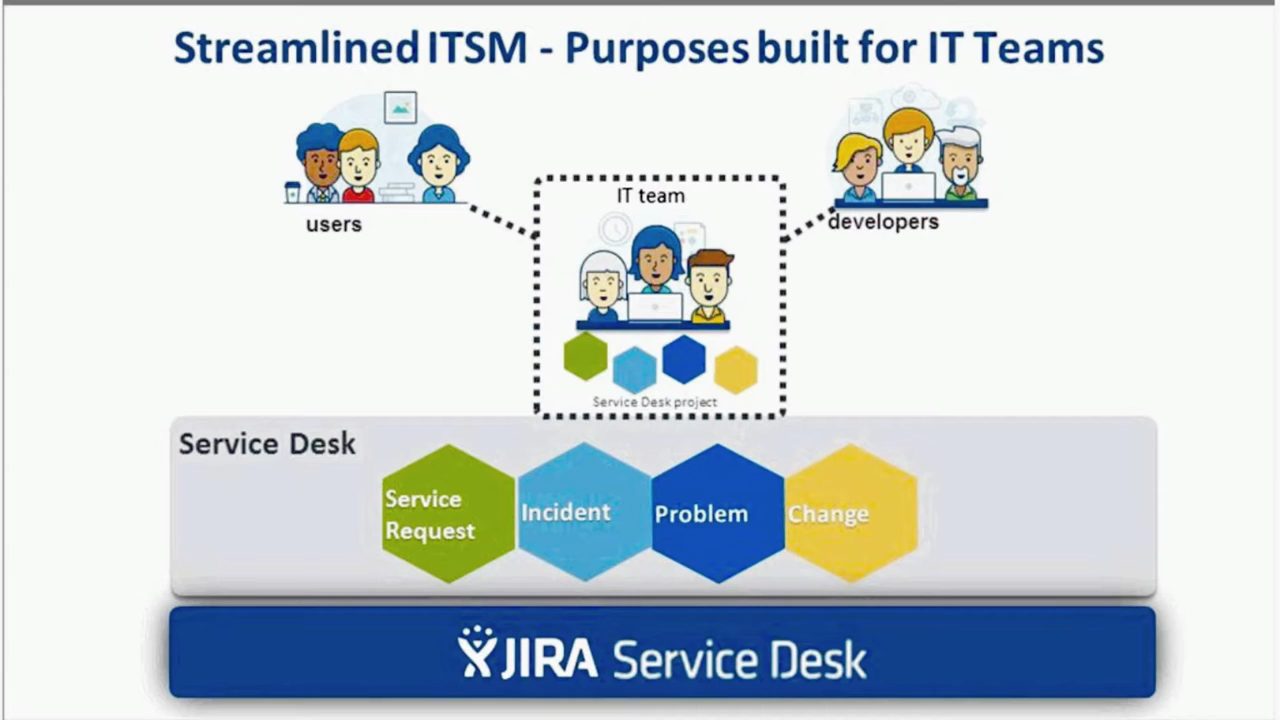 Streamlined ITSM - Purposes built for IT Teams
users
IT team
developers
Service Desk project
Service Desk
Service
Request
Incident
Problem
Change
JIRA Service Desk